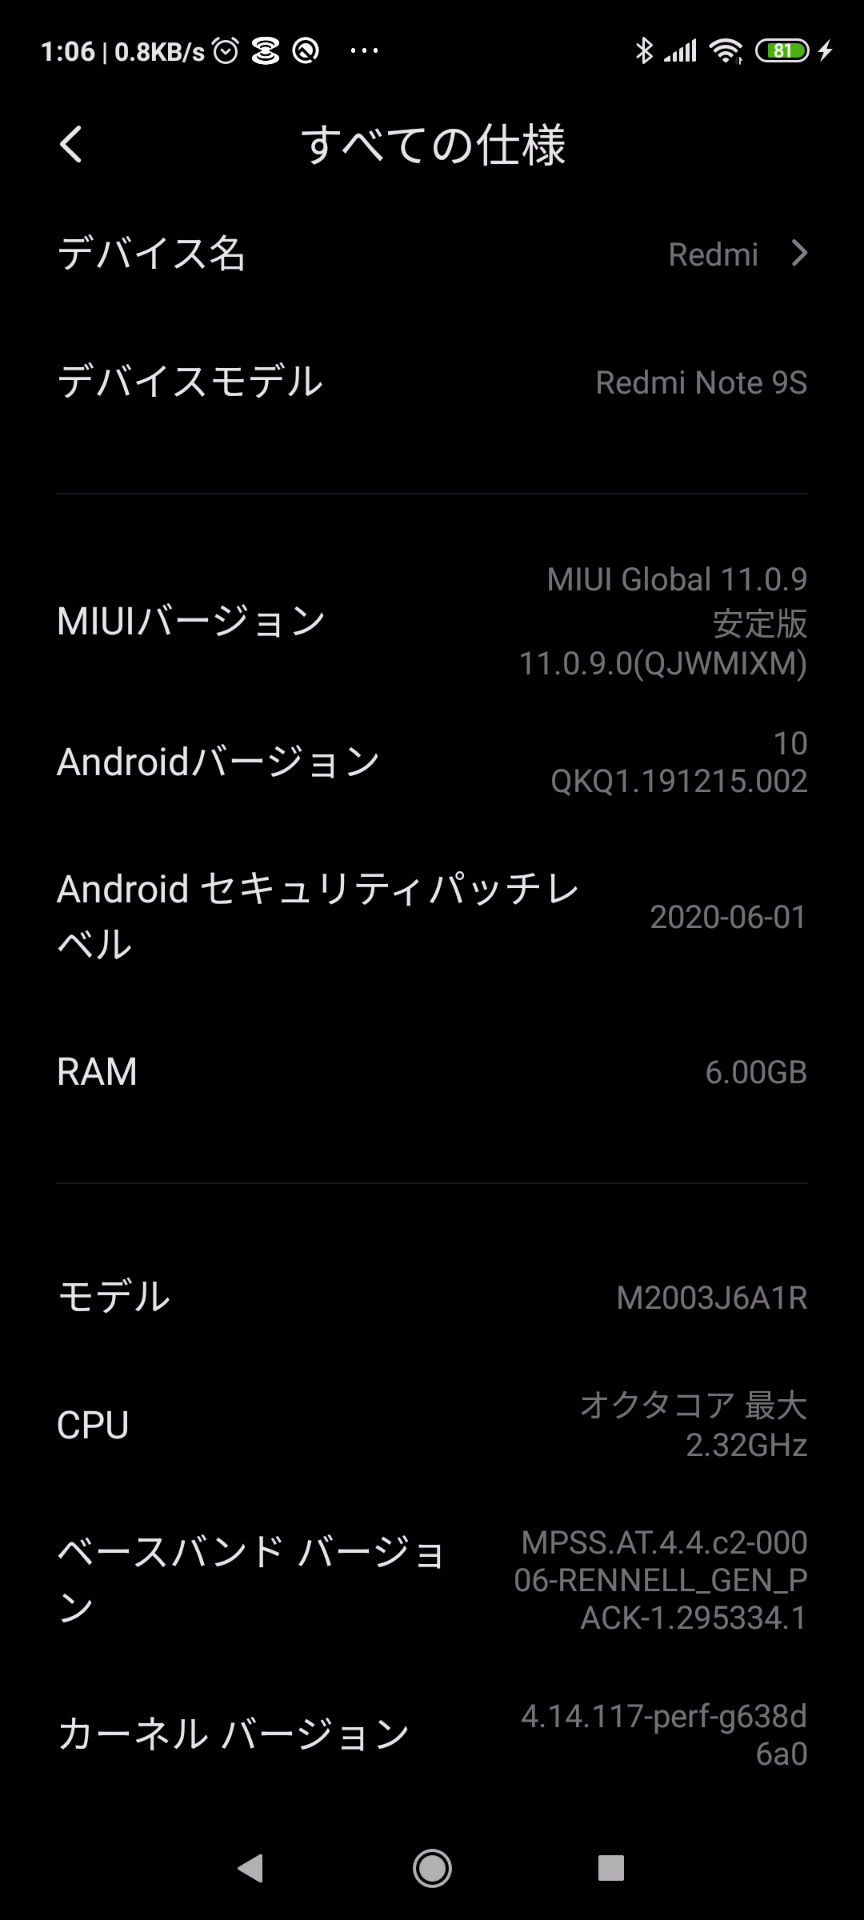 1:06 | 0.8KB/s ... 81
すべての仕様
デバイス名 Redmi
デバイスモデル Redmi Note 9S
MIUIバージョン
MIUI Global 11.0.9
安定版
11.0.9.0(QJWMIXM)
Androidバージョン
10
QKQ1.191215.002
Android セキュリティパッチレ
ベル
2020-06-01
RAM 6.00GB
モデル M2003J6A1R
CPU
オクタコア 最大
2.32GHz
ベースバンド バージョ
ン
MPSS.AT.4.4.c2-000
06-RENNELL_GEN_P
ACK-1.295334.1
カーネル バージョン
4.14.117-perf-g638d
6a0